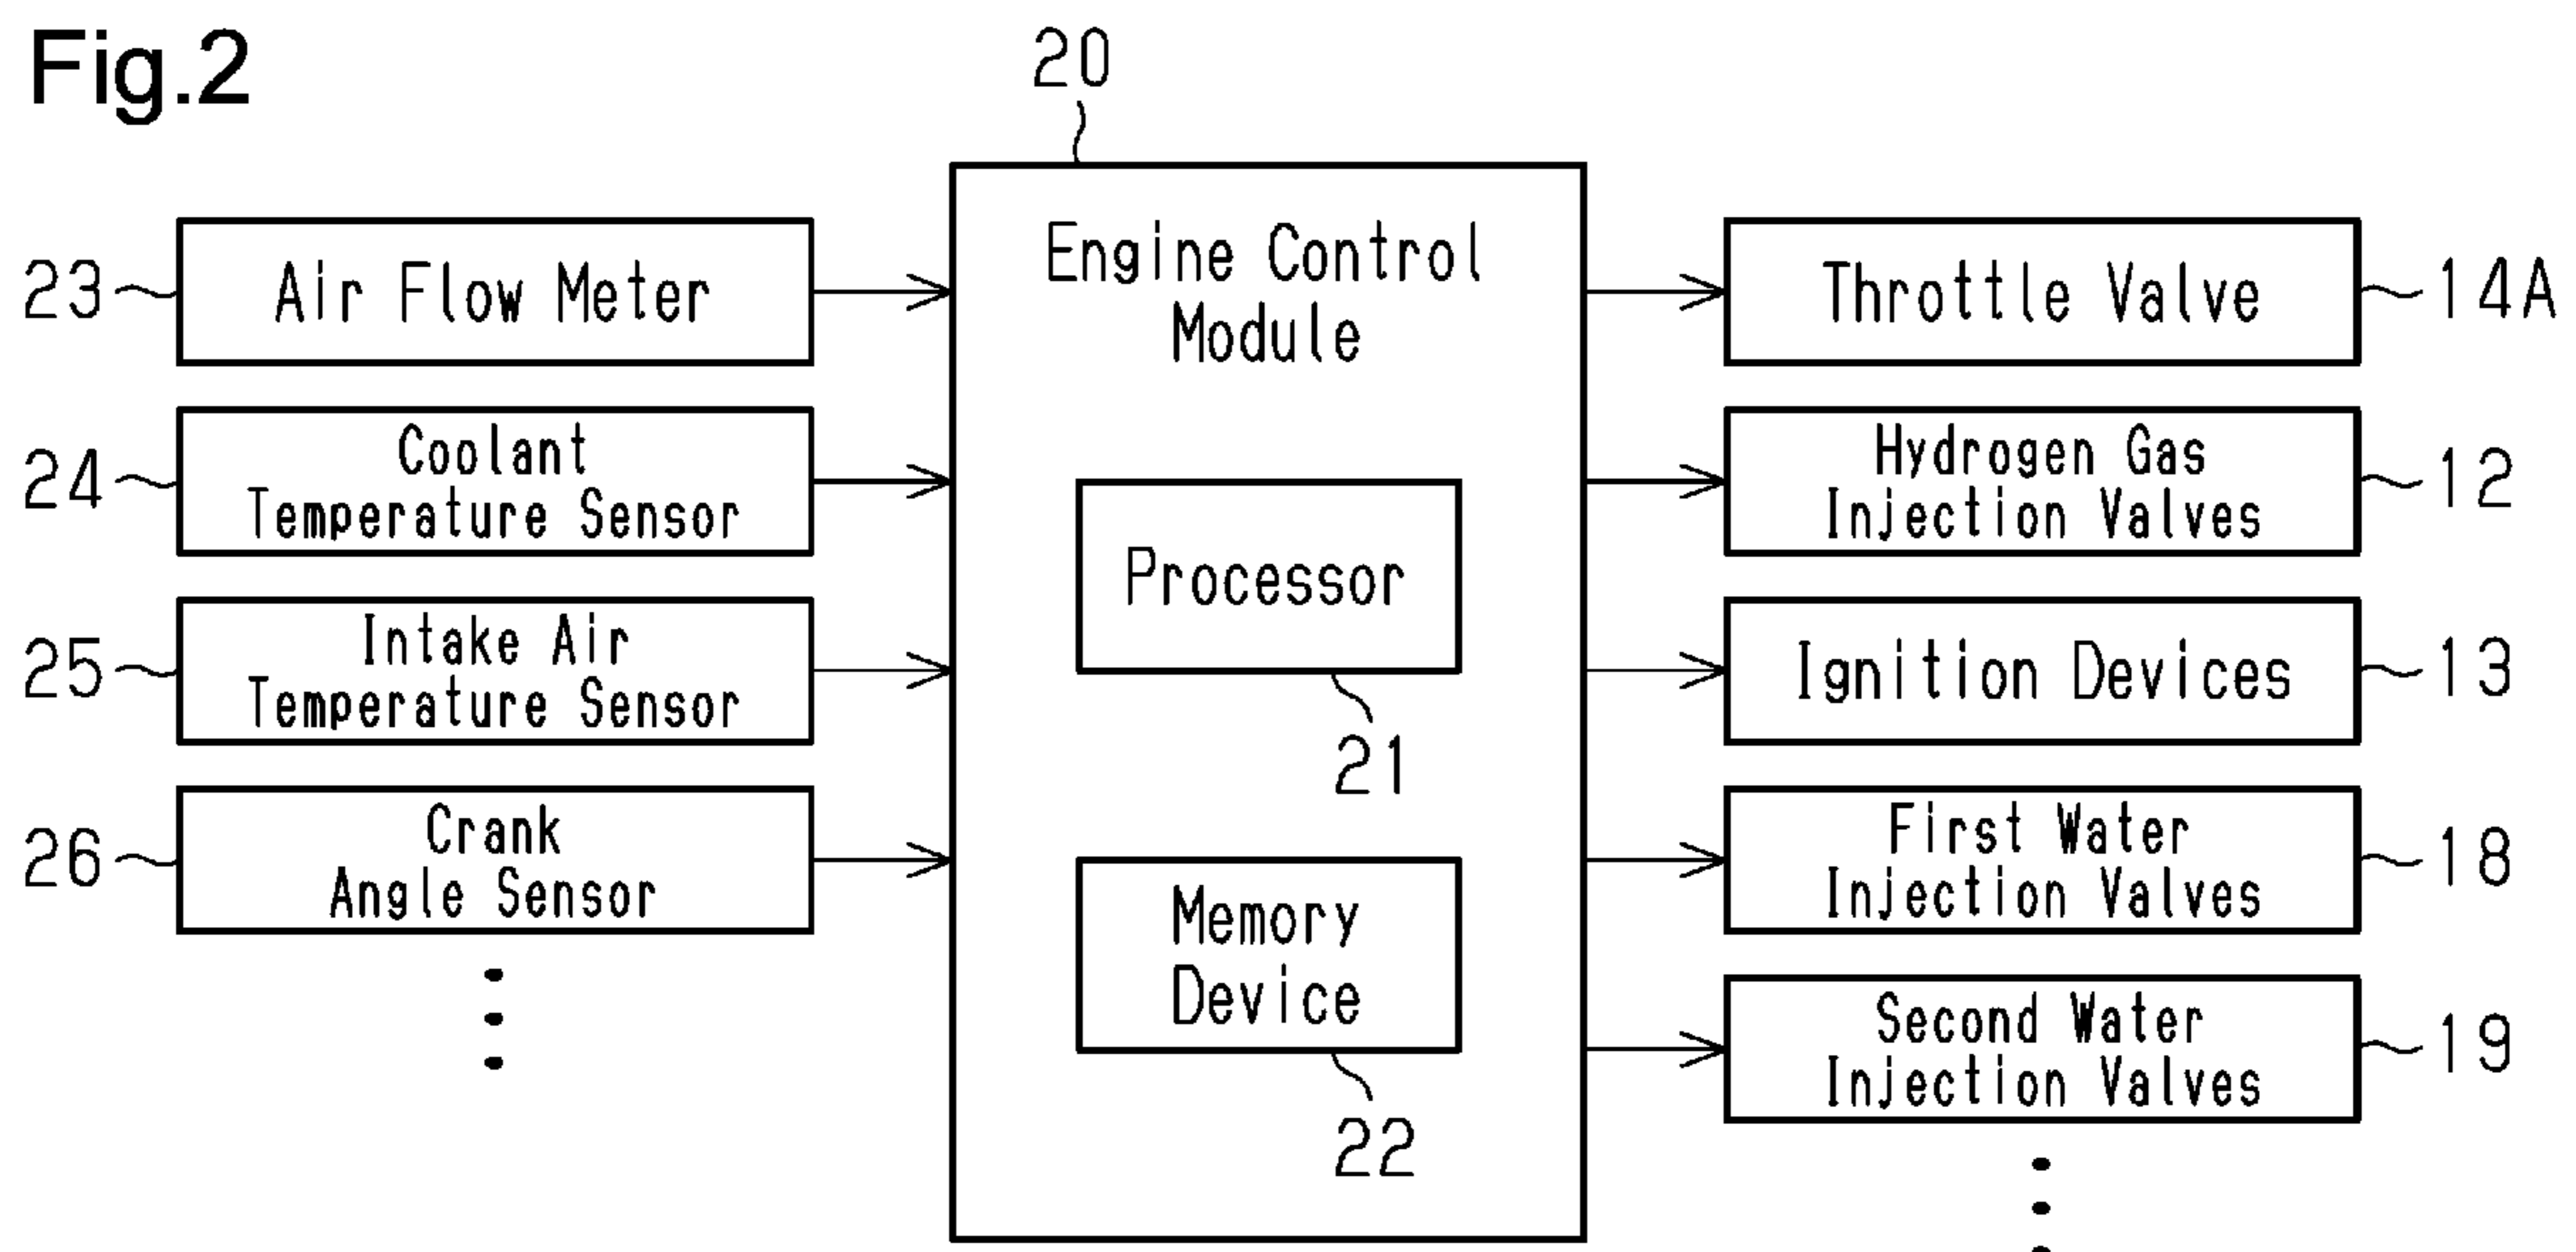 Fig.2
20
23
Air Flow Meter
24
Coolant
Temperature Sensor
25
Intake Air
Temperature Sensor
26
Crank
Angle Sensor
Engine Control
Module
Processor
21
Memory
Device
22
Throttle Valve
14A
Hydrogen Gas
Injection Valves
12
Ignition Devices
13
First Water
Injection Valves
18
Second Water
Injection Valves
19